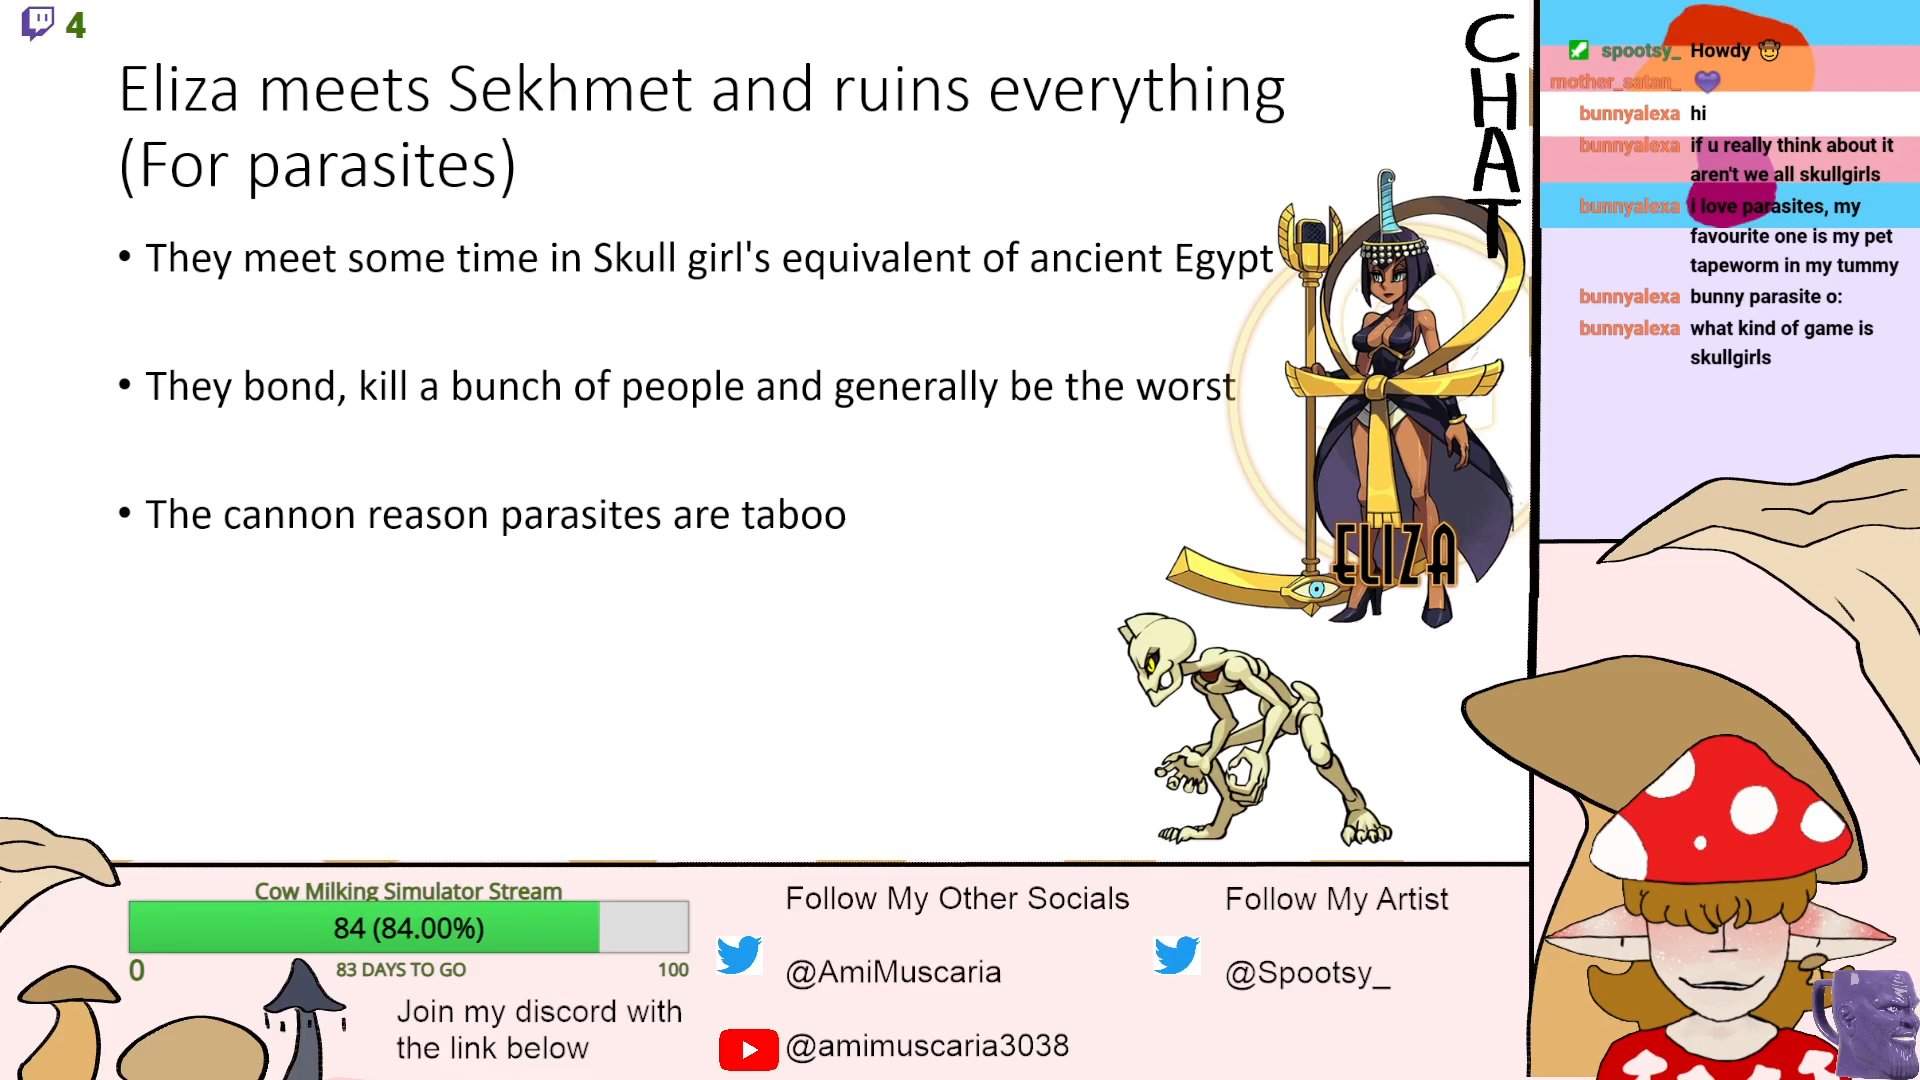 4
Eliza meets Sekhmet and ruins everything
(For parasites)
• They meet some time in Skull girl's equivalent of ancient Egypt
• They bond, kill a bunch of people and generally be the worst
• The cannon reason parasites are taboo
ELIZA
CHAT
spootsy_ Howdy
mother_satan_
bunnyalexa hi
bunnyalexa if u really think about it
aren't we all skullgirls
bunnyalexa i love parasites, my
favourite one is my pet
tapeworm in my tummy
bunnyalexa bunny parasite o:
bunnyalexa what kind of game is
skullgirls
Cow Milking Simulator Stream
84 (84.00%)
0
83 DAYS TO GO
100
Join my discord with
the link below
Follow My Other Socials
@AmiMuscaria
@amimuscaria3038
Follow My Artist
@Spootsy_